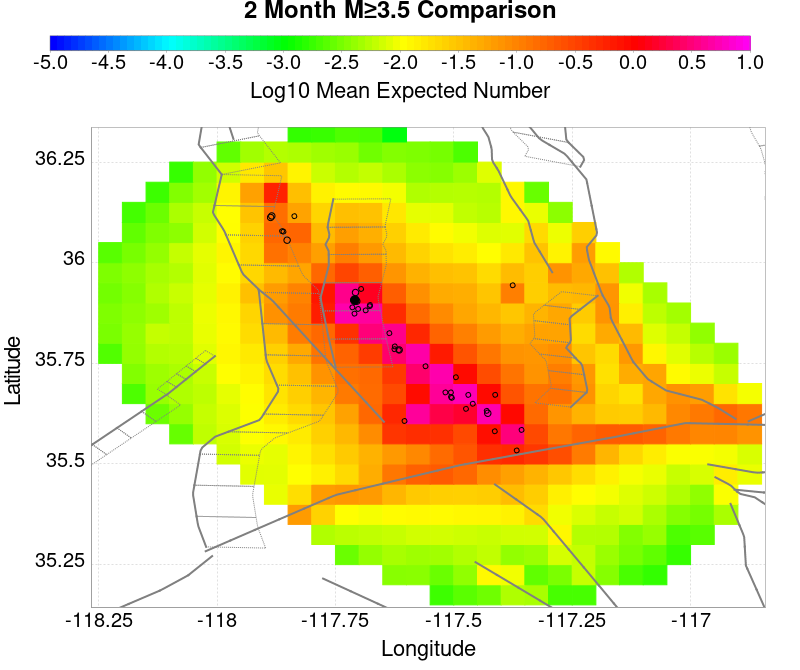 2 Month M≥3.5 Comparison
-5.0 -4.5 -4.0 -3.5 -3.0 -2.5 -2.0 -1.5 -1.0 -0.5 0.0 0.5 1.0
Log10 Mean Expected Number
36.25
36
35.75
35.5
35.25
Latitude
-118.25 -118 -117.75 -117.5 -117.25 -117
Longitude